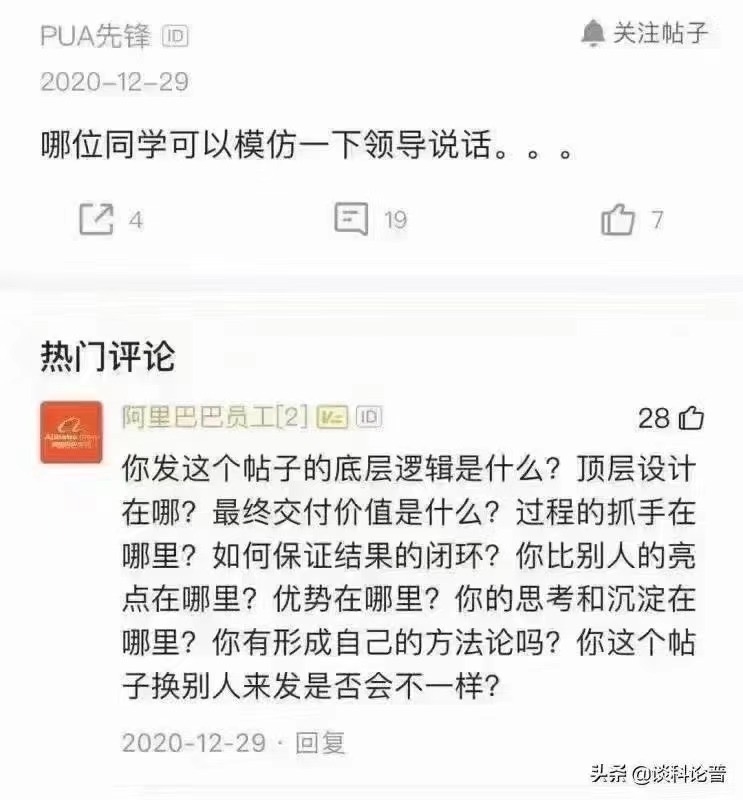 PUA先锋 ID
关注帖子
2020-12-29
哪位同学可以模仿一下领导说话。。。
4
19
7
热门评论
阿里巴巴员工[2] V= ID
28
你发这个帖子的底层逻辑是什么？顶层设计
在哪？最终交付价值是什么？过程的抓手在
哪里？如何保证结果的闭环？你比别人的亮
点在哪里？优势在哪里？你的思考和沉淀在
哪里？你有形成自己的方法论吗？你这个帖
子换别人来发是否会不一样？
2020-12-29 · 回复
头条 @谈科论普